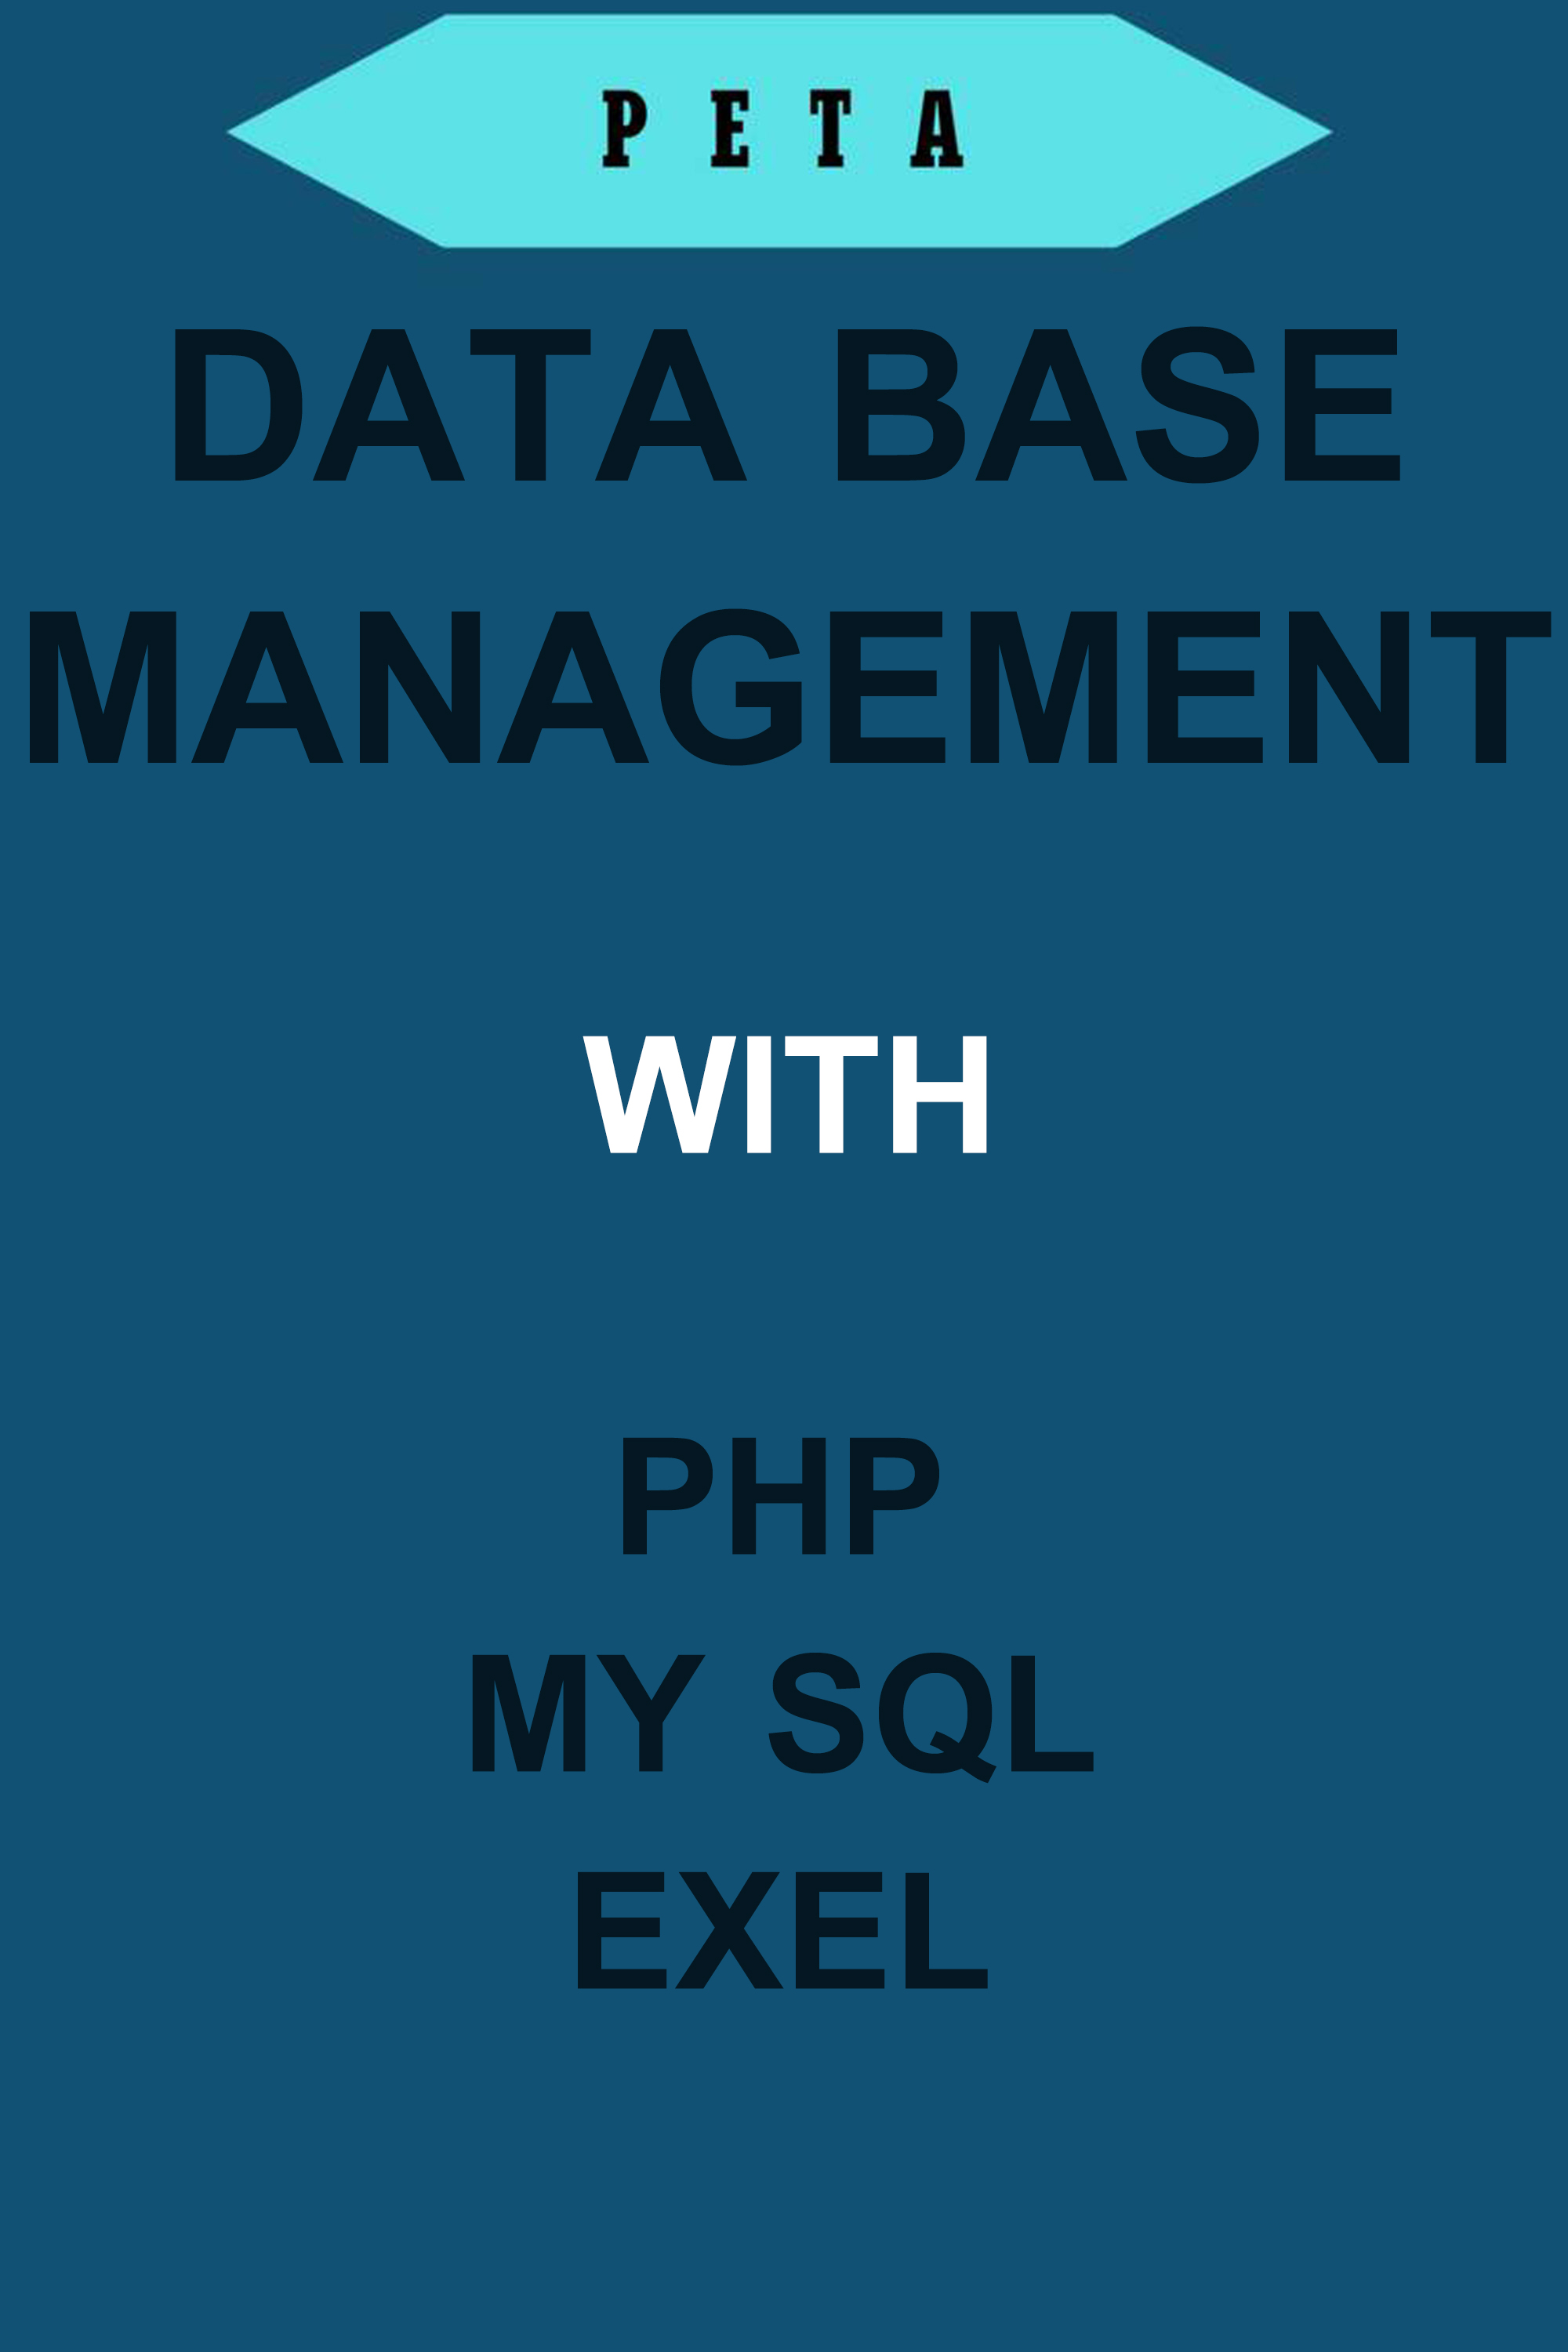 P E T A
DATA BASE
MANAGEMENT
WITH
PHP
MY SQL
EXEL